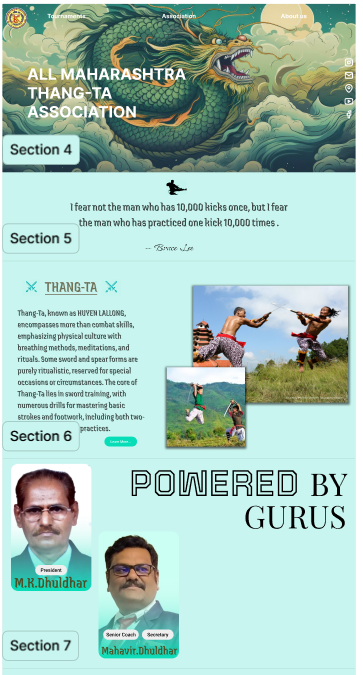 Tournaments
Association
About us
ALL MAHARASHTRA
THANG-TA
ASSOCIATION
Section 4
I fear not the man who has 10,000 kicks once, but I fear
the man who has practiced one kick 10,000 times .
Section 5
-- Bruce Lee
THANG-TA
Thang-Ta, known as HUYEN LALLONG,
encompasses more than combat skills,
emphasizing physical culture with
breathing methods, meditations, and
rituals. Some sword and spear forms are
purely ritualistic, reserved for special
occasions or circumstances. The core of
Thang-Ta lies in sword training, with
numerous drills for mastering basic
strokes and footwork, including both two-
practices.
Section 6
Learn More
POWERED BY
GURUS
President
M.K.Dhuldhar
Senior Coach
Secretary
Mahavir.Dhuldhar
Section 7